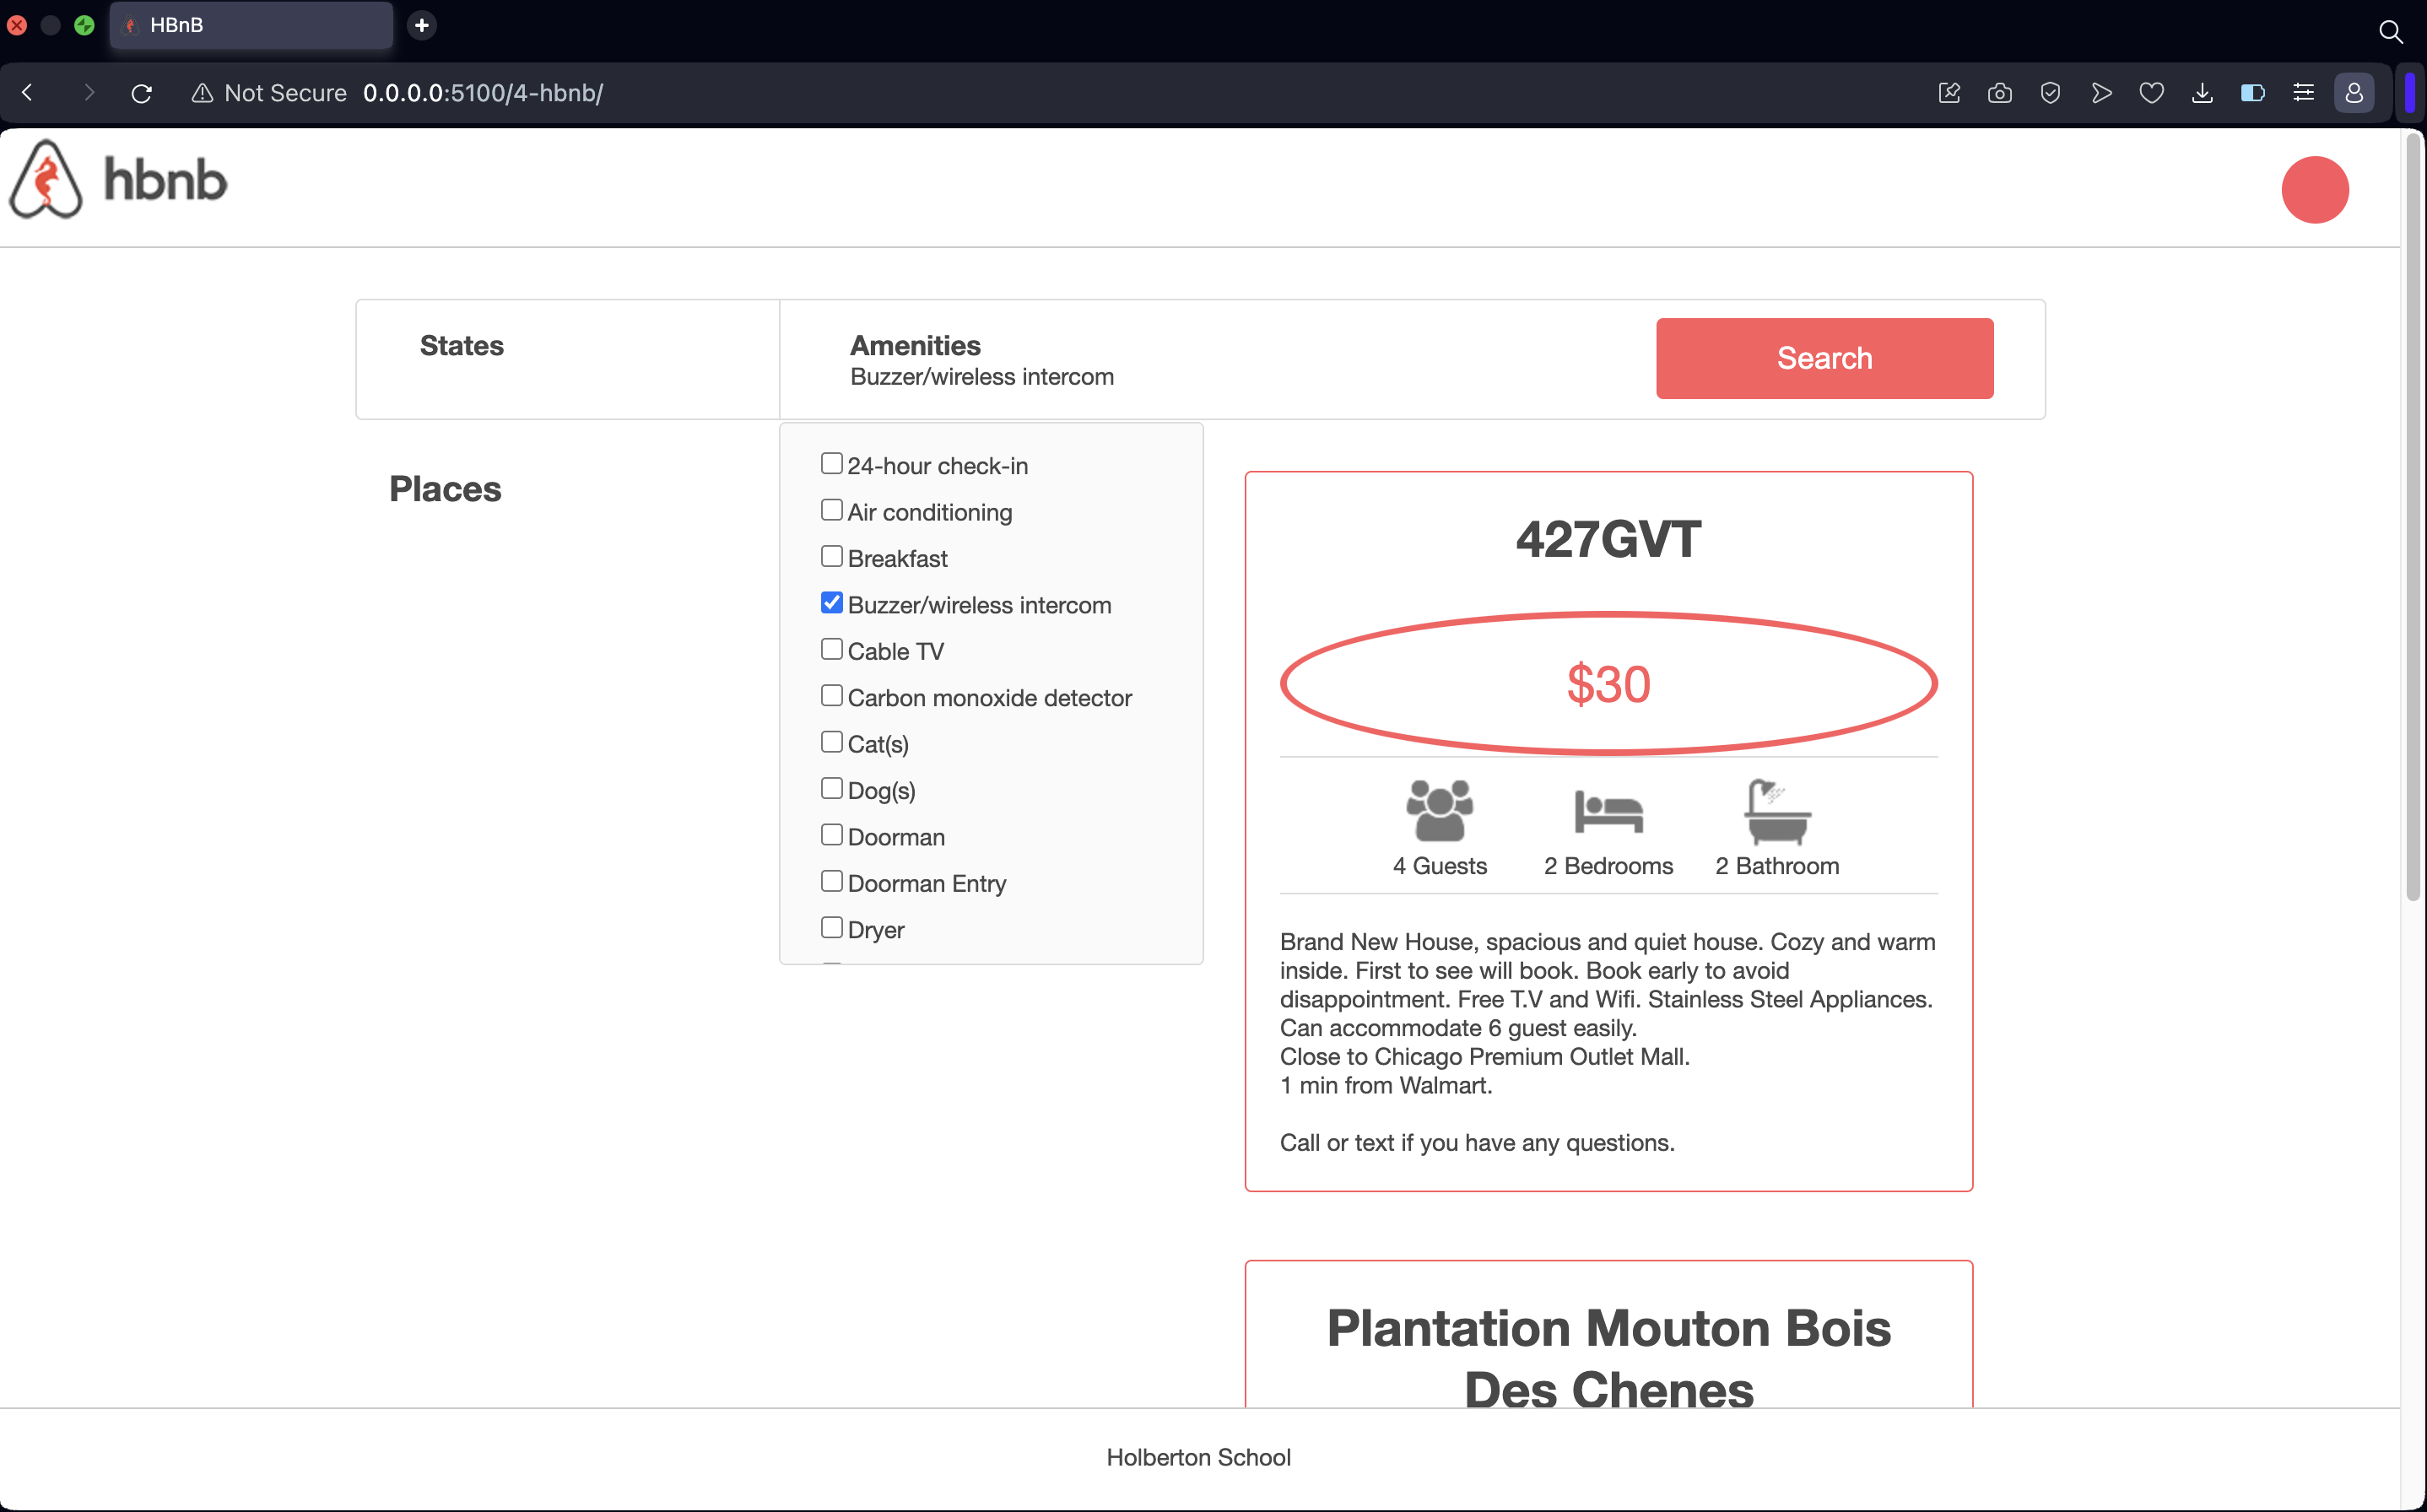 HBnB
Not Secure 0.0.0.0:5100/4-hbnb/
hbnb
States
Amenities
Buzzer/wireless intercom
Search
Places
24-hour check-in
Air conditioning
Breakfast
Buzzer/wireless intercom
Cable TV
Carbon monoxide detector
Cat(s)
Dog(s)
Doorman
Doorman Entry
Dryer
427GVT
$30
4 Guests
2 Bedrooms
2 Bathroom
Brand New House, spacious and quiet house. Cozy and warm
inside. First to see will book. Book early to avoid
disappointment. Free T.V and Wifi. Stainless Steel Appliances.
Can accommodate 6 guest easily.
Close to Chicago Premium Outlet Mall.
1 min from Walmart.
Call or text if you have any questions.
Plantation Mouton Bois
Des Chenes
Holberton School